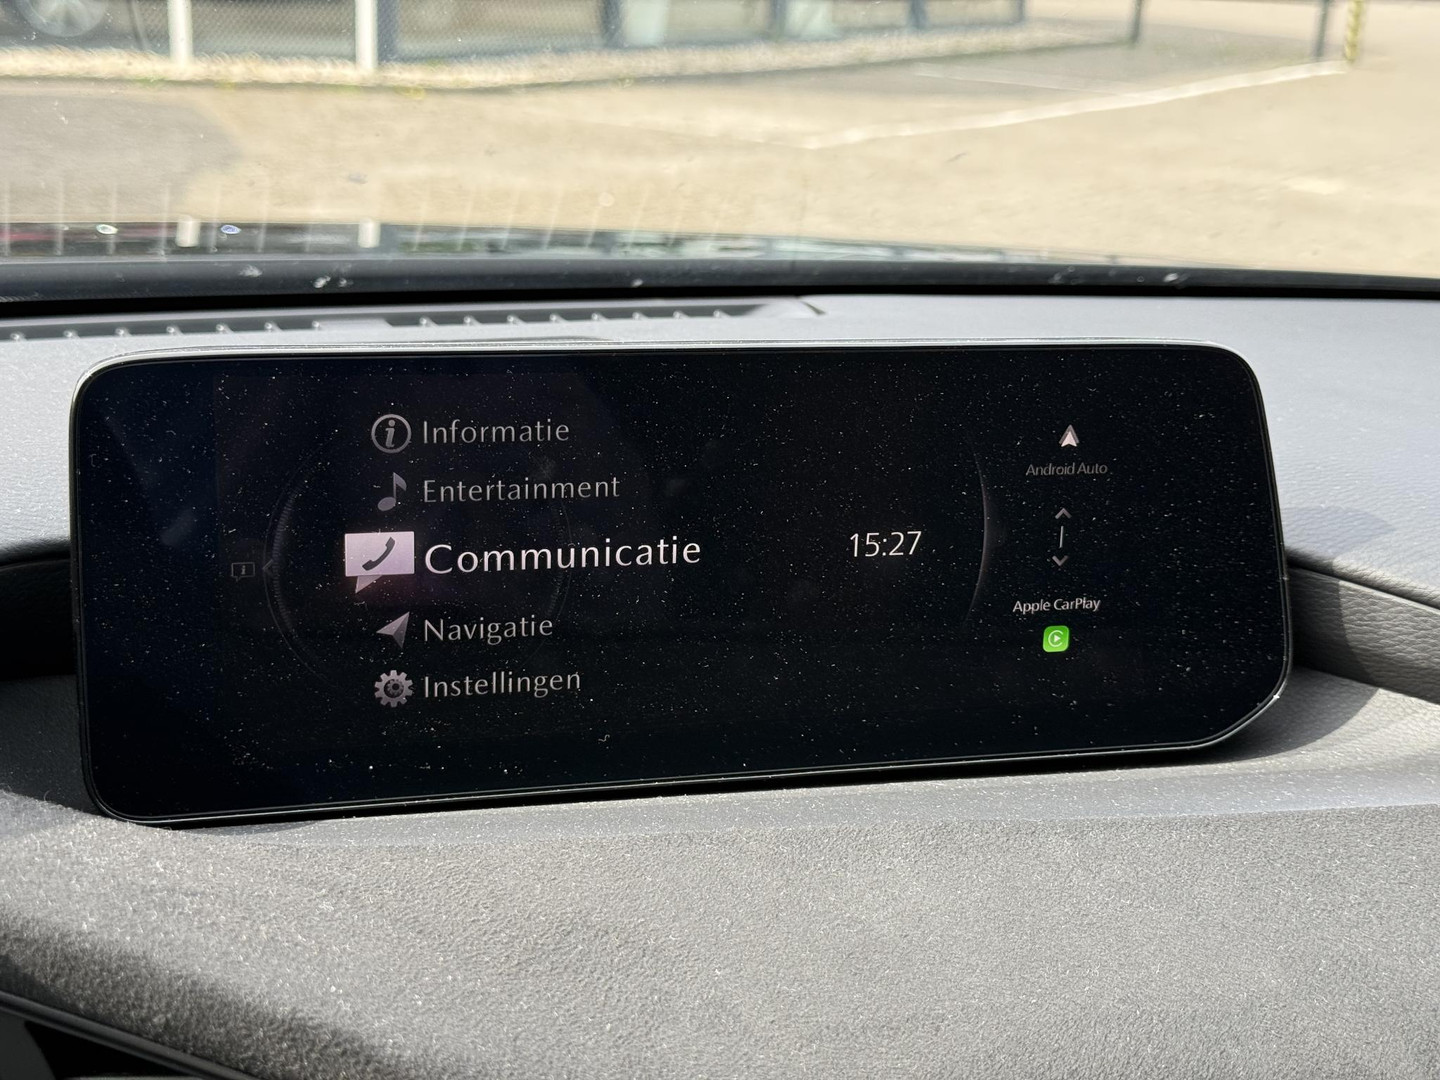 Informatie
Entertainment
Communicatie
Navigatie
Instellingen
15:27
Android Auto
Apple CarPlay